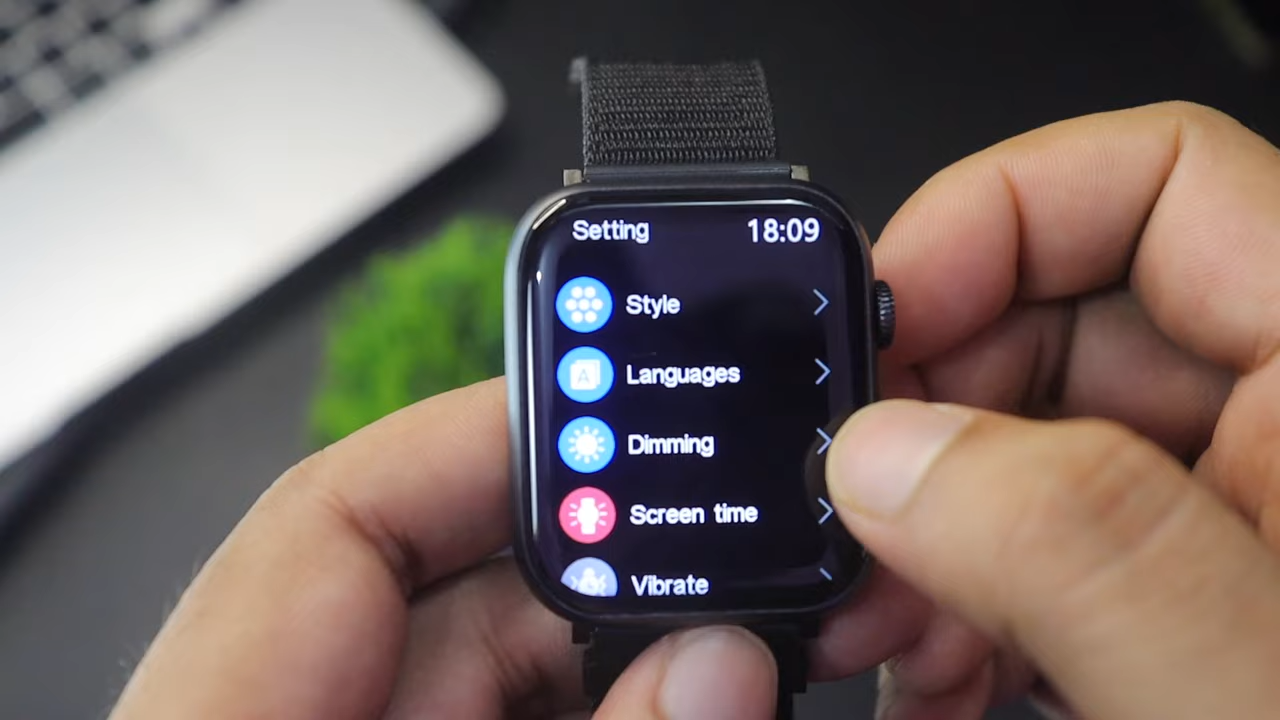 Setting 18:09
Style
Languages
A
Dimming
Screen time
Vibrate